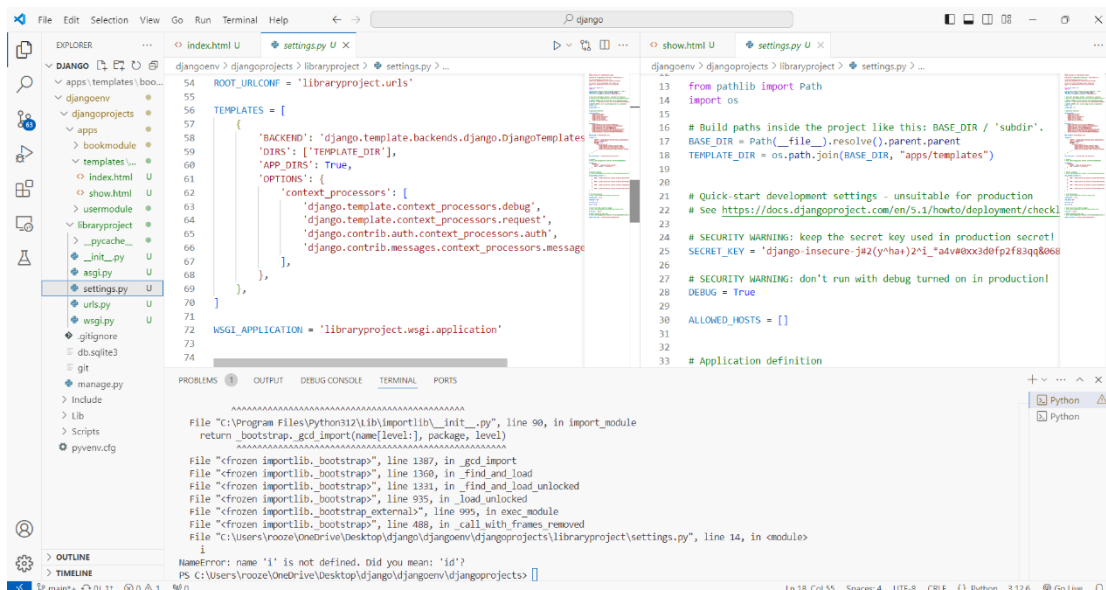 File Edit Selection View Go Run Terminal Help
django
EXPLORER
DJANGO
apps\templates\boo...
djangoenv
djangoprojects
apps
bookmodule
templates \...
index.html U
show.html U
usermodule
libraryproject
__pycache__
__init__.py U
asgi.py U
settings.py U
urls.py U
wsgi.py U
.gitignore
db.sqlite3
git
manage.py
Include
Lib
Scripts
pyvenv.cfg
OUTLINE
TIMELINE
63
index.html U settings.py U
djangoenv > djangoprojects > libraryproject > settings.py > ...
54 ROOT_URLCONF = 'libraryproject.urls'
55
56 TEMPLATES = [
57 {
58 'BACKEND': 'django.template.backends.django.DjangoTemplates
59 'DIRS': ['TEMPLATE_DIR'],
60 'APP_DIRS': True,
61 'OPTIONS': {
62 'context_processors': [
63 'django.template.context_processors.debug',
64 'django.template.context_processors.request',
65 'django.contrib.auth.context_processors.auth',
66 'django.contrib.messages.context_processors.message
67 ],
68 },
69 },
70 ]
71
72 WSGI_APPLICATION = 'libraryproject.wsgi.application'
73
74
show.html U settings.py U
djangoenv > djangoprojects > libraryproject > settings.py > ...
13 from pathlib import Path
14 import os
15
16 # Build paths inside the project like this: BASE_DIR / 'subdir'.
17 BASE_DIR = Path(__file__).resolve().parent.parent
18 TEMPLATE_DIR = os.path.join(BASE_DIR, "apps/templates")
19
20
21 # Quick-start development settings - unsuitable for production
22 # See https://docs.djangoproject.com/en/5.1/howto/deployment/checkl
23
24 # SECURITY WARNING: keep the secret key used in production secret!
25 SECRET_KEY = 'django-insecure-j#2(y^ha+)2^i_*a4v#0xx3d0fp2f83qq&068
26
27 # SECURITY WARNING: don't run with debug turned on in production!
28 DEBUG = True
29
30 ALLOWED_HOSTS = []
31
32
33 # Application definition
PROBLEMS 1 OUTPUT DEBUG CONSOLE TERMINAL PORTS
File "C:\Program Files\Python312\Lib\importlib\__init__.py", line 90, in import_module
return _bootstrap._gcd_import(name[level:], package, level)
File "<frozen importlib._bootstrap>", line 1387, in _gcd_import
File "<frozen importlib._bootstrap>", line 1360, in _find_and_load
File "<frozen importlib._bootstrap>", line 1331, in _find_and_load_unlocked
File "<frozen importlib._bootstrap>", line 935, in _load_unlocked
File "<frozen importlib._bootstrap_external>", line 995, in exec_module
File "<frozen importlib._bootstrap>", line 488, in _call_with_frames_removed
File "C:\Users\rooze\OneDrive\Desktop\django\djangoenv\djangoprojects\libraryproject\settings.py", line 14, in <module>
i
NameError: name 'i' is not defined. Did you mean: 'id'?
PS C:\Users\rooze\OneDrive\Desktop\django\djangoenv\djangoprojects>
Python
Python
main*+ 0↓ 1↑ 0 1 0 Ln 18, Col 55 Spaces: 4 UTF-8 CRLF {} Python 3.12.6 Go Live